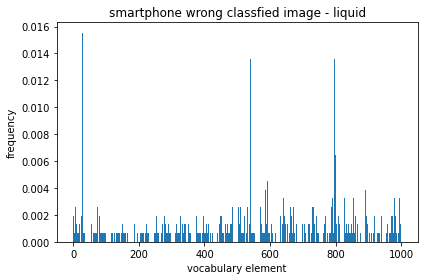 smartphone wrong classfied image - liquid
frequency
0.016
0.014
0.012
0.010
0.008
0.006
0.004
0.002
0.000
0 200 400 600 800 1000
vocabulary element